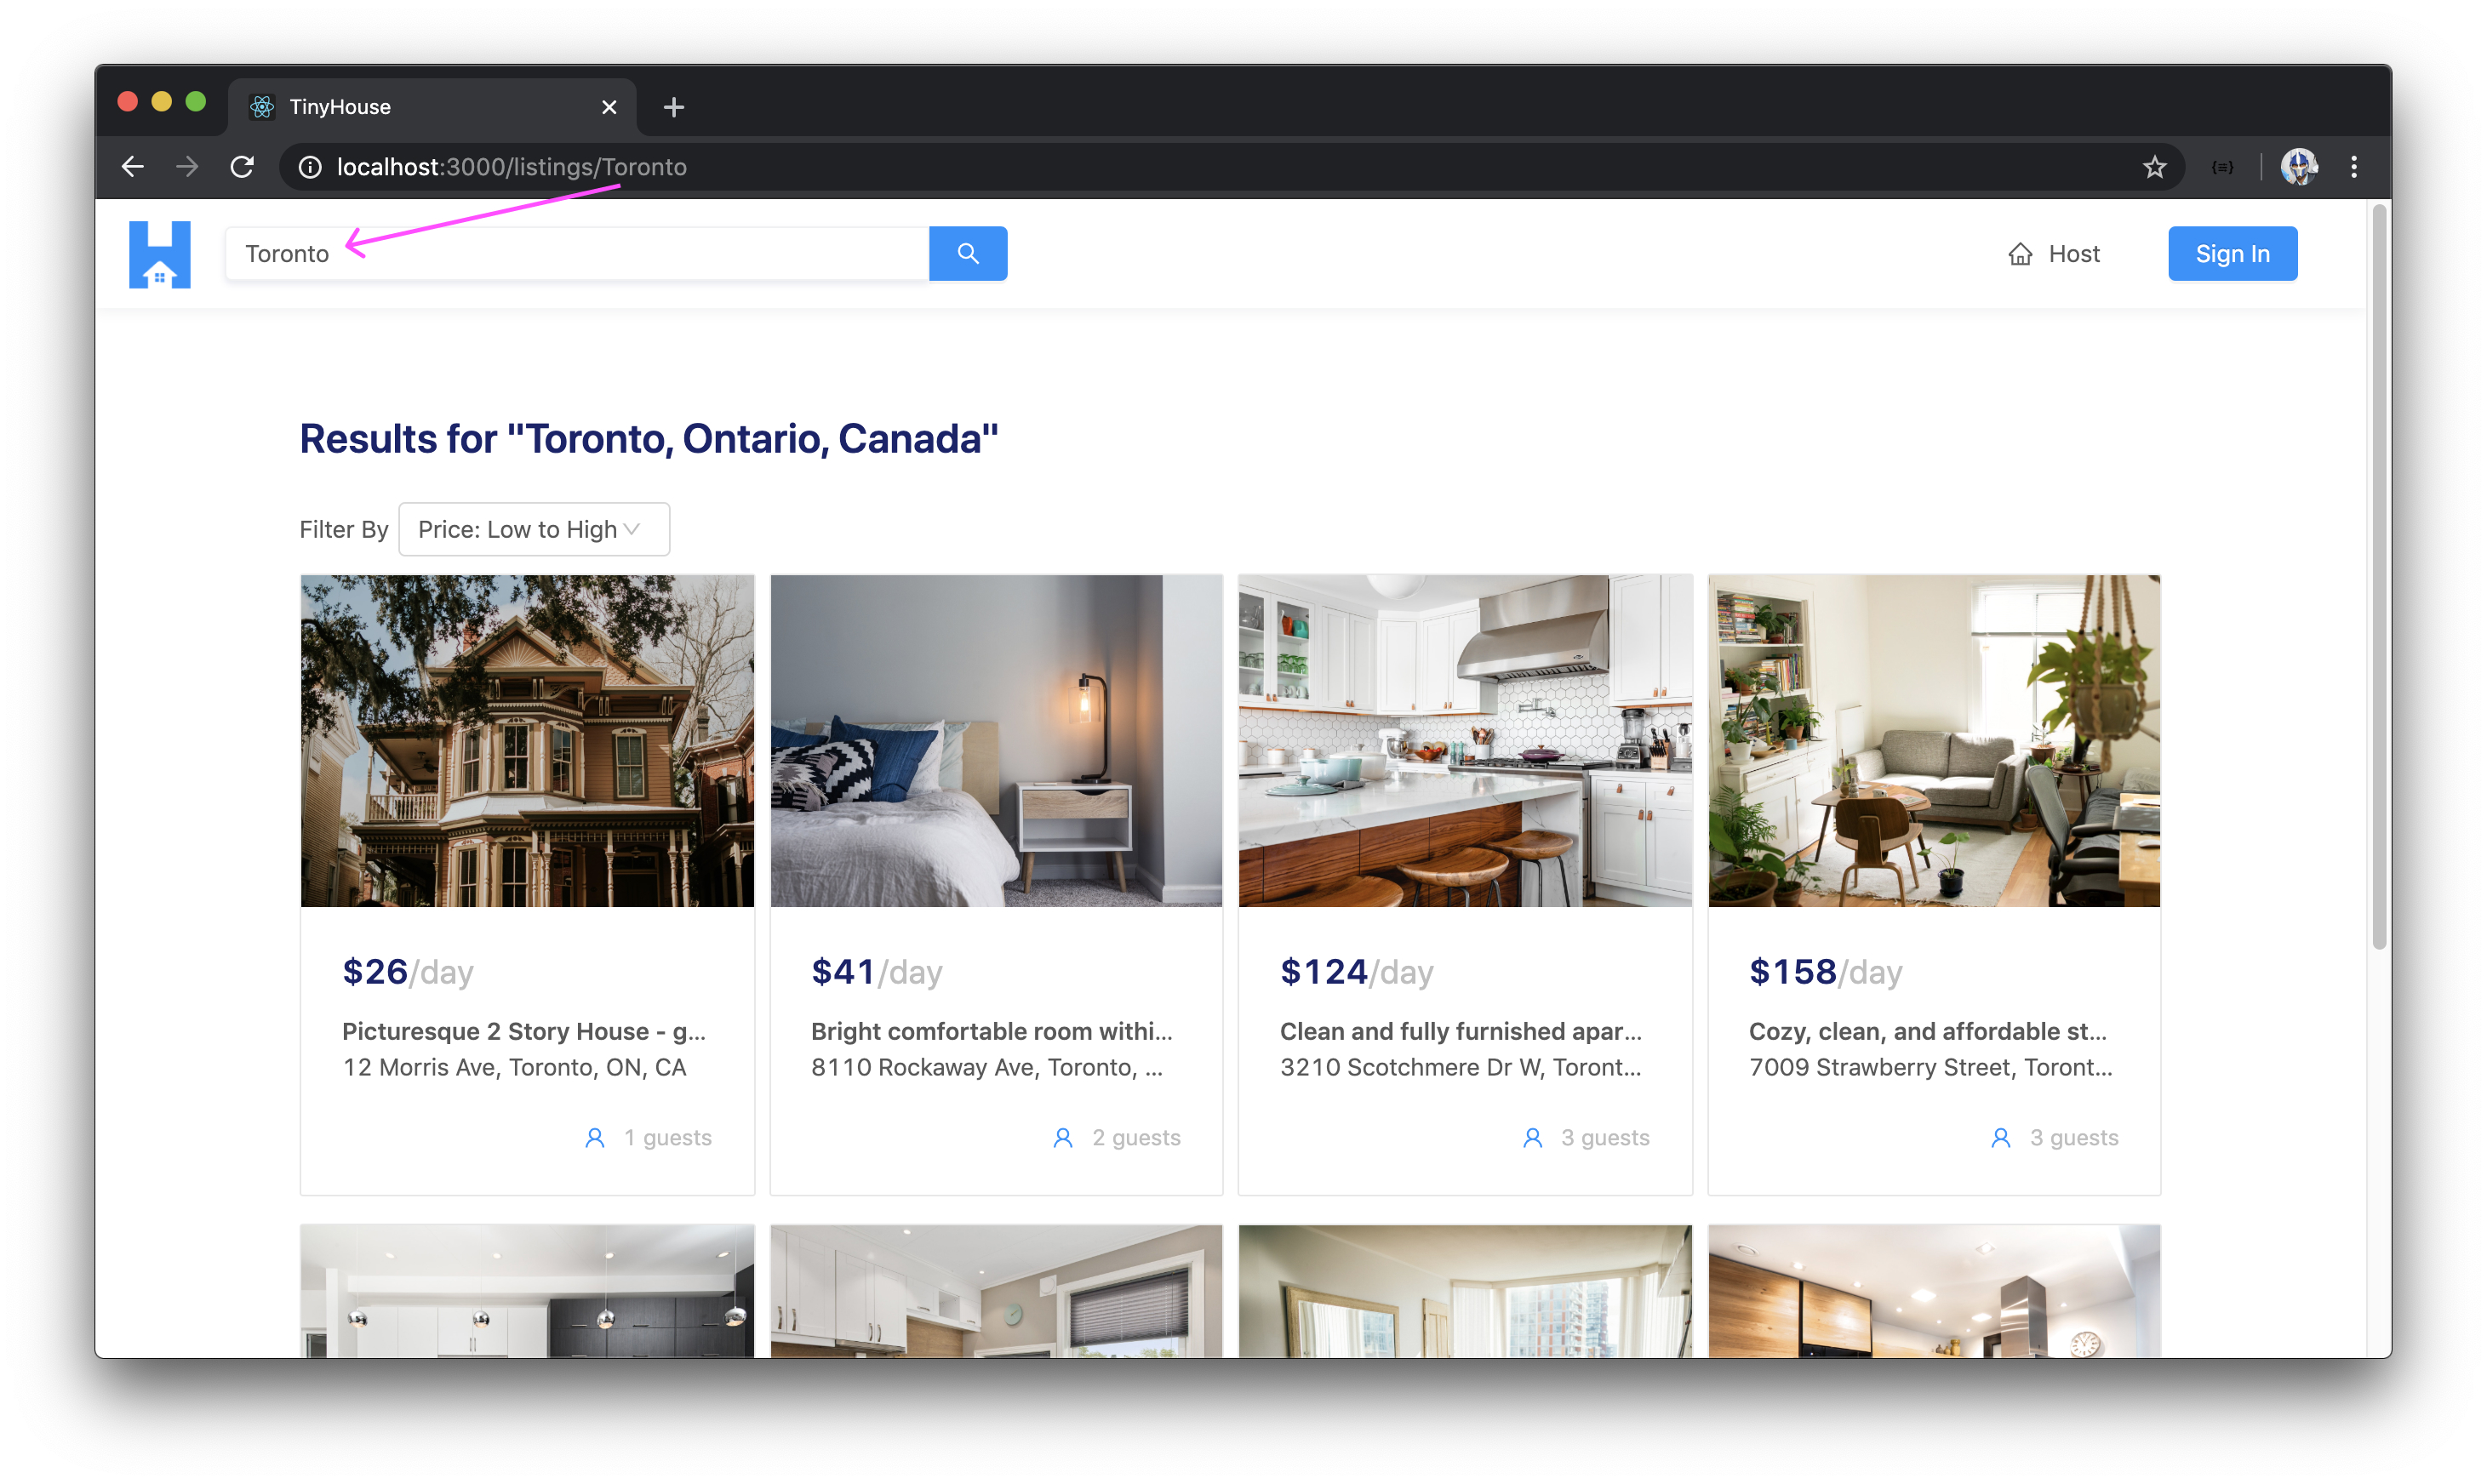 TinyHouse
localhost:3000/listings/Toronto
Toronto
Host
Sign In
Results for "Toronto, Ontario, Canada"
Filter By
Price: Low to High
$26/day
Picturesque 2 Story House - g...
12 Morris Ave, Toronto, ON, CA
1 guests
$41/day
Bright comfortable room withi...
8110 Rockaway Ave, Toronto, ...
2 guests
$124/day
Clean and fully furnished apar...
3210 Scotchmere Dr W, Toront...
3 guests
$158/day
Cozy, clean, and affordable st...
7009 Strawberry Street, Toront...
3 guests